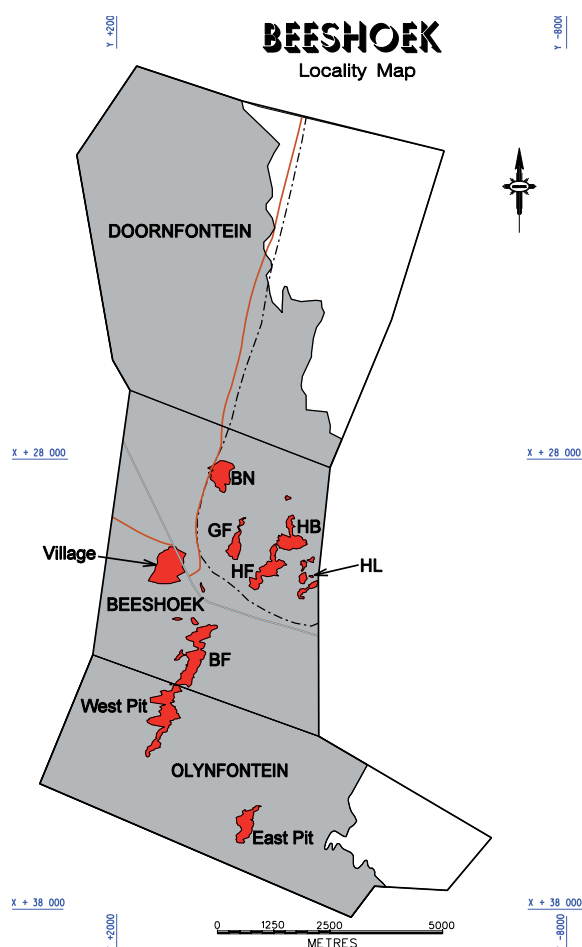 Y +200
BEESHOEK
Y -8000
Locality Map
DOORNFONTEIN
X + 28 000
X + 28 000
BN
GF
HB
Village
HF
HL
BEESHOEK
BF
West Pit
OLYNFONTEIN
East Pit
X + 38 000
X + 38 000
+2000
-8000
0 1250 2500 5000
METRES